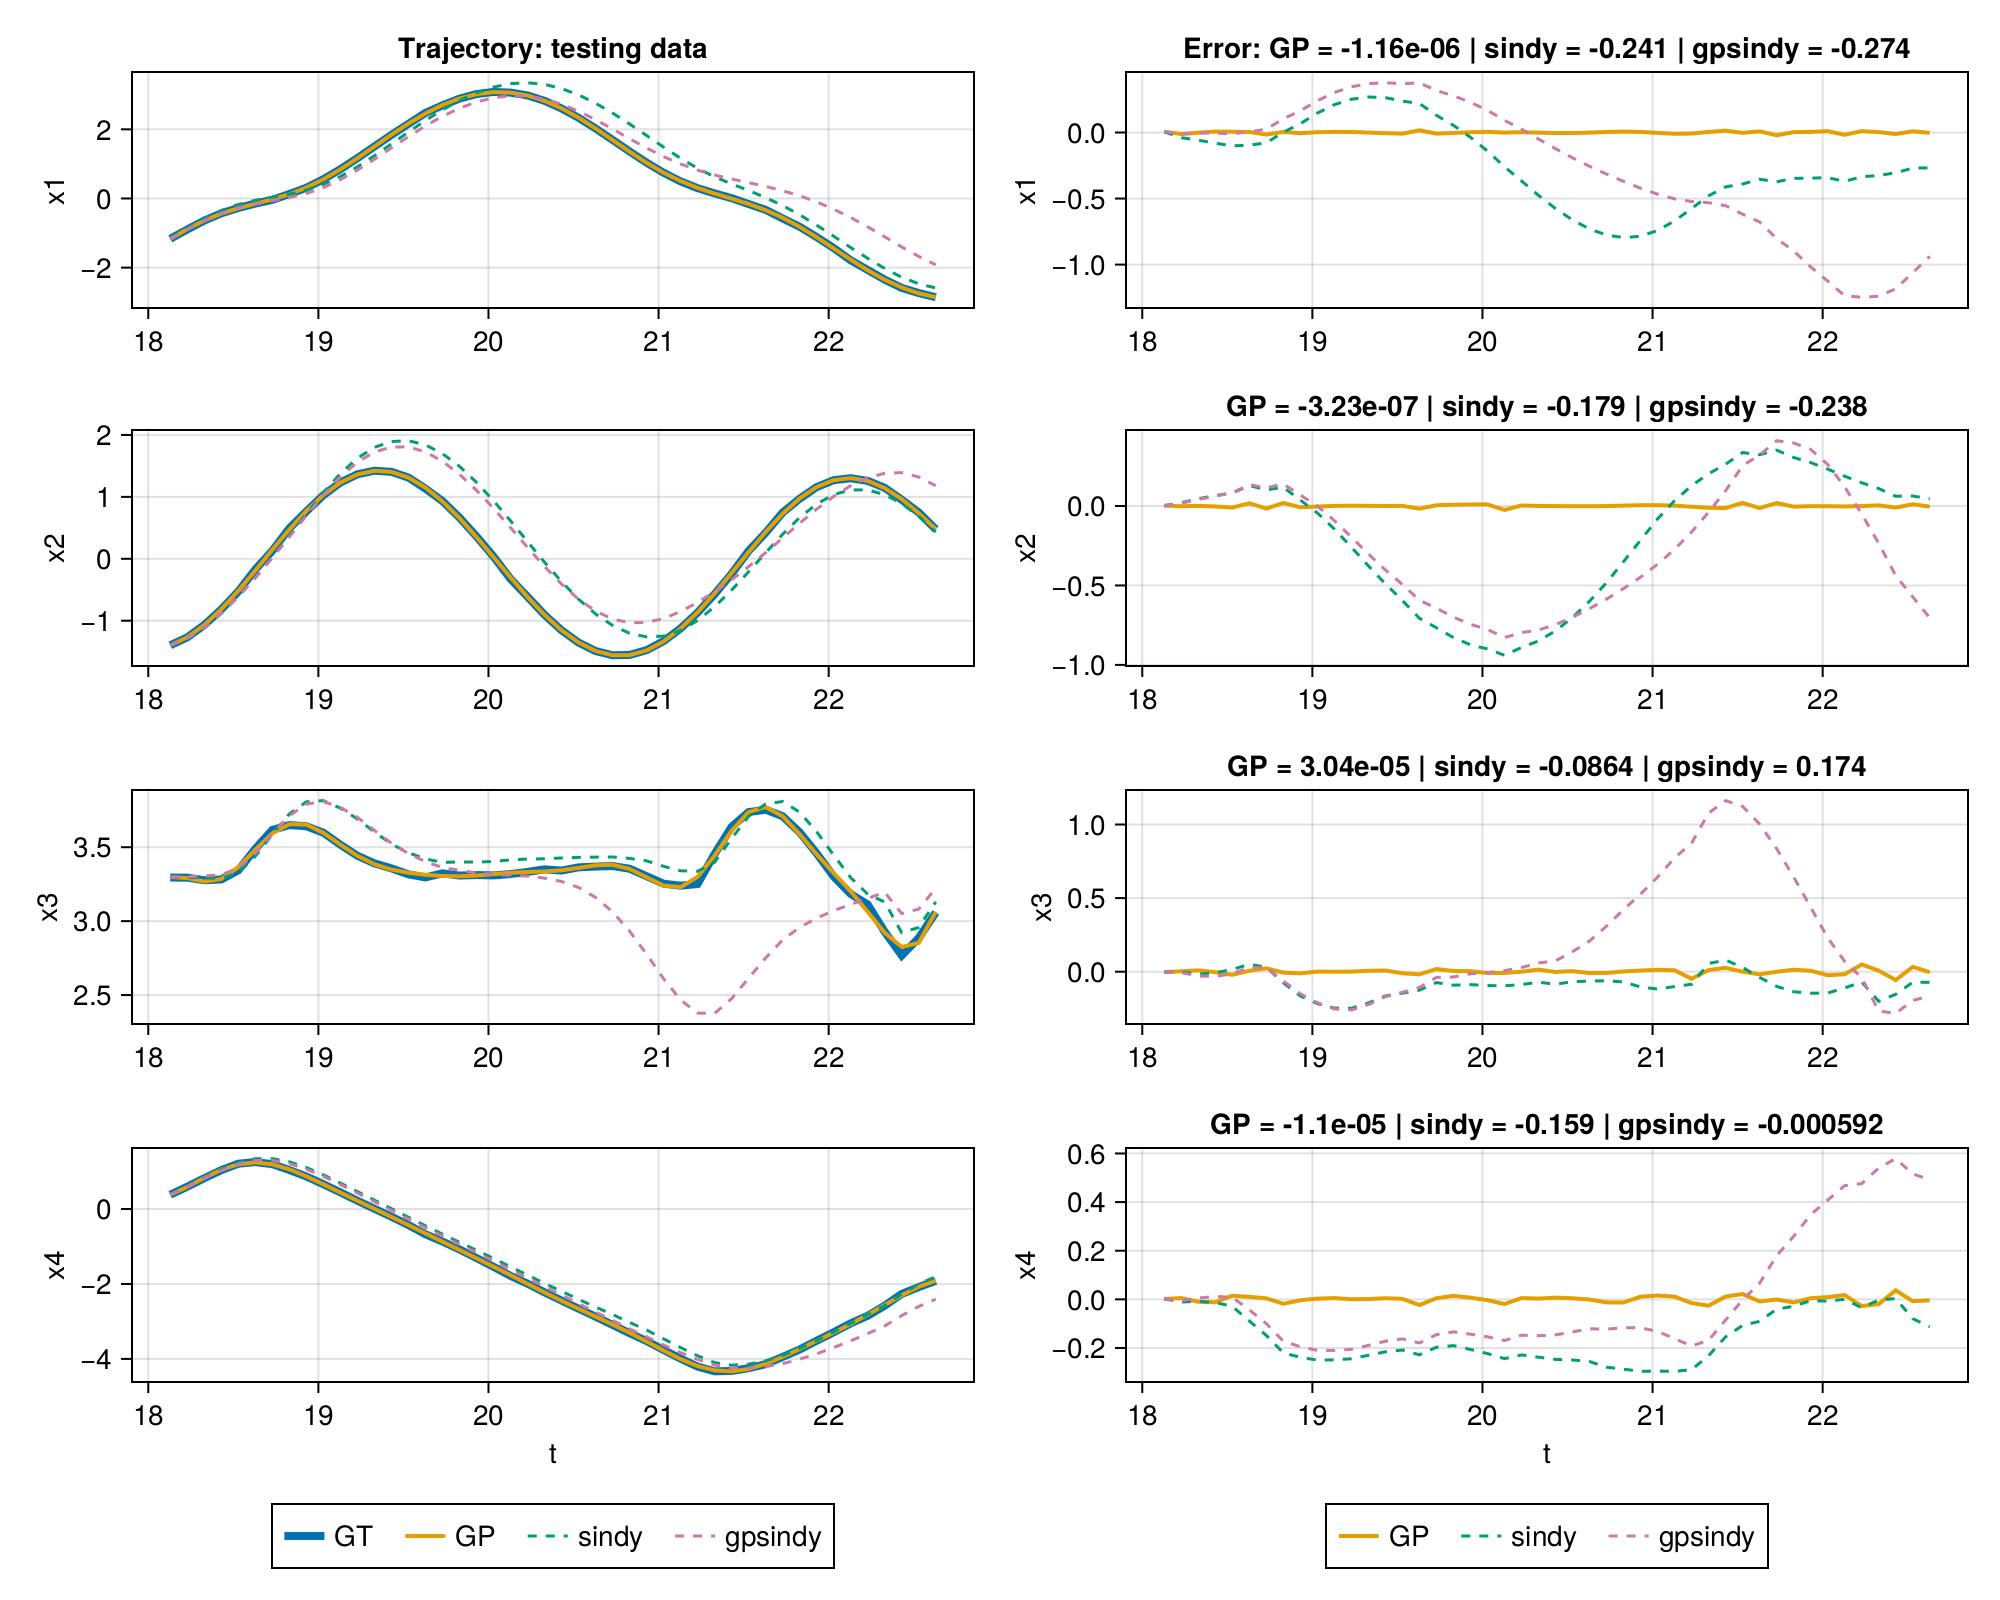 Trajectory: testing data
x1
2
0
−2
18 19 20 21 22
Error: GP = -1.16e-06 | sindy = -0.241 | gpsindy = -0.274
x1
0.0
−0.5
−1.0
18 19 20 21 22
x2
2
1
0
−1
18 19 20 21 22
GP = -3.23e-07 | sindy = -0.179 | gpsindy = -0.238
x2
0.0
−0.5
−1.0
18 19 20 21 22
x3
3.5
3.0
2.5
18 19 20 21 22
GP = 3.04e-05 | sindy = -0.0864 | gpsindy = 0.174
x3
1.0
0.5
0.0
18 19 20 21 22
x4
0
−2
−4
18 19 20 21 22
t
GP = -1.1e-05 | sindy = -0.159 | gpsindy = -0.000592
x4
0.6
0.4
0.2
0.0
−0.2
18 19 20 21 22
t
GT GP sindy gpsindy
GP sindy gpsindy